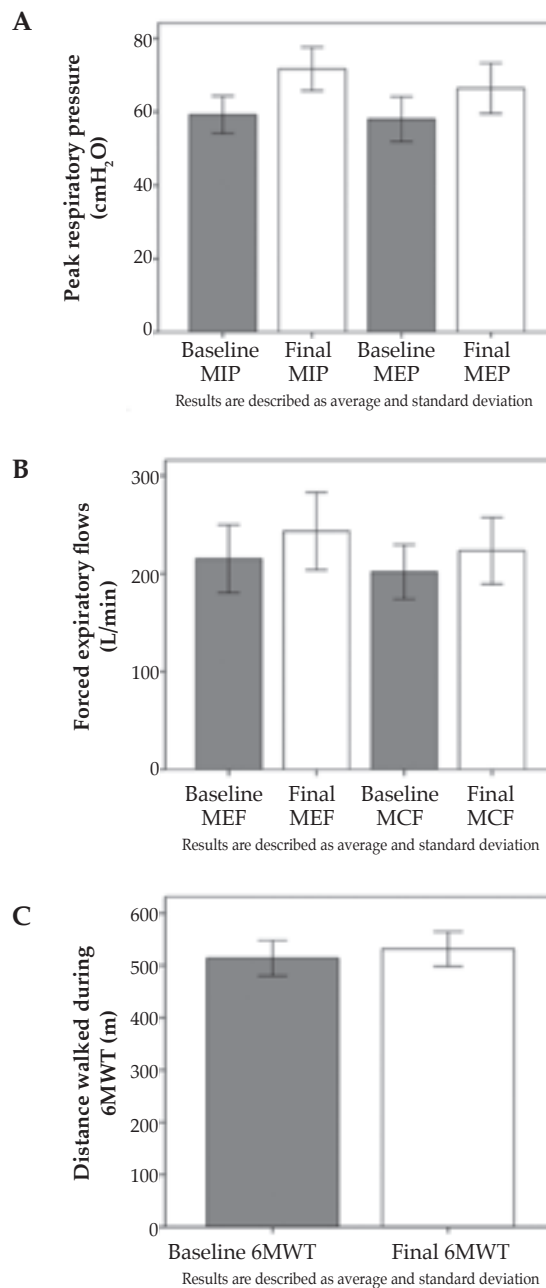 A
Peak respiratory pressure
(cmH₂O)
80
60
40
20
0
Baseline MIP
Final MIP
Baseline MEP
Final MEP
Results are described as average and standard deviation
B
Forced expiratory flows
(L/min)
300
200
100
0
Baseline MEF
Final MEF
Baseline MCF
Final MCF
Results are described as average and standard deviation
C
Distance walked during
6MWT (m)
600
500
400
300
200
100
0
Baseline 6MWT
Final 6MWT
Results are described as average and standard deviation